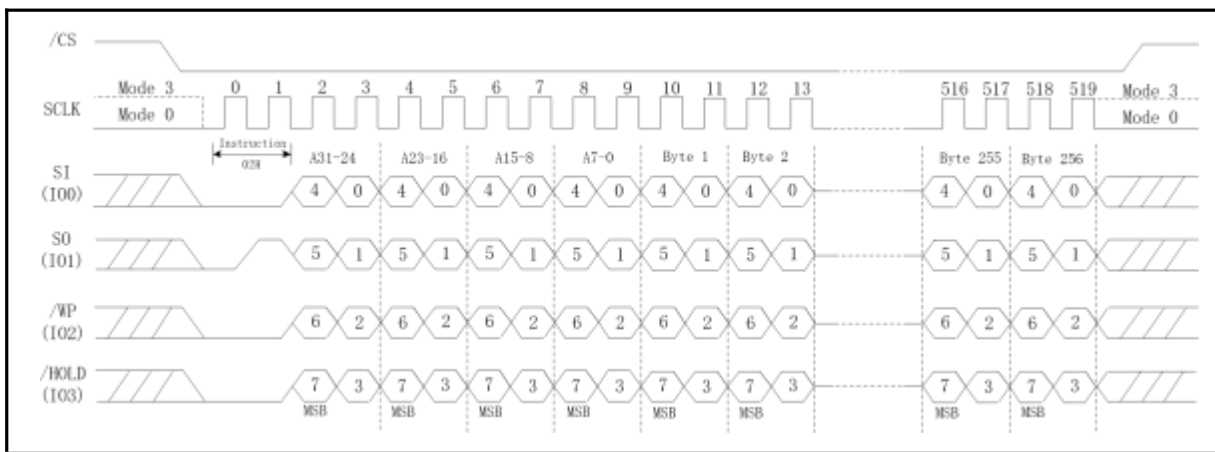 /CS
Mode 3 0 1 2 3 4 5 6 7 8 9 10 11 12 13 516 517 518 519 Mode 3
SCLK
Mode 0 Mode 0
Instruction
02H
A31-24 A23-16 A15-8 A7-0 Byte 1 Byte 2 Byte 255 Byte 256
SI
(IO0)
4 0 4 0 4 0 4 0 4 0 4 0 4 0 4 0
SO
(IO1)
5 1 5 1 5 1 5 1 5 1 5 1 5 1 5 1
/WP
(IO2)
6 2 6 2 6 2 6 2 6 2 6 2 6 2 6 2
/HOLD
(IO3)
7 3 7 3 7 3 7 3 7 3 7 3 7 3 7 3
MSB MSB MSB MSB MSB MSB MSB MSB